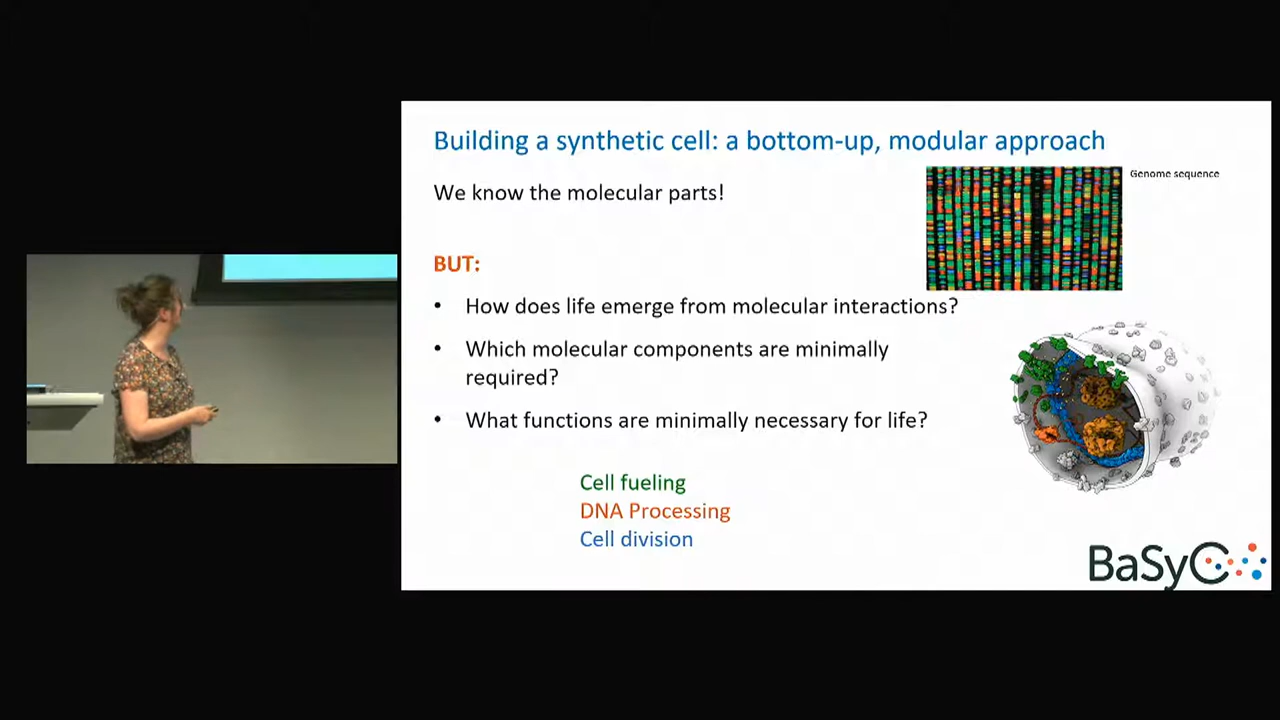 Building a synthetic cell: a bottom-up, modular approach
We know the molecular parts!
Genome sequence
BUT:
• How does life emerge from molecular interactions?
• Which molecular components are minimally
required?
• What functions are minimally necessary for life?
Cell fueling
DNA Processing
Cell division
BaSyC